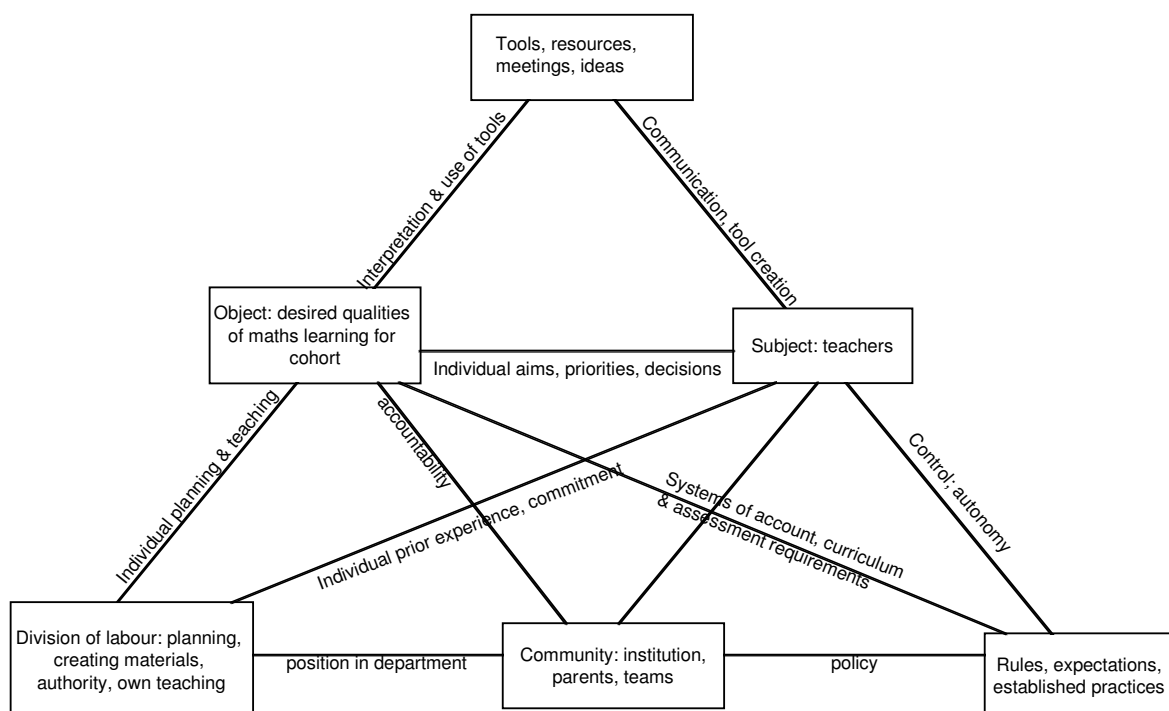 Tools, resources,
meetings, ideas
Interpretation & use of tools
Communication, tool creation
Object: desired qualities
of maths learning for
cohort
Subject: teachers
Individual aims, priorities, decisions
Individual planning & teaching
accountability
Individual prior experience, commitment
Systems of account, curriculum
& assessment requirements
Control; autonomy
Division of labour: planning,
creating materials,
authority, own teaching
position in department
Community: institution,
parents, teams
policy
Rules, expectations,
established practices